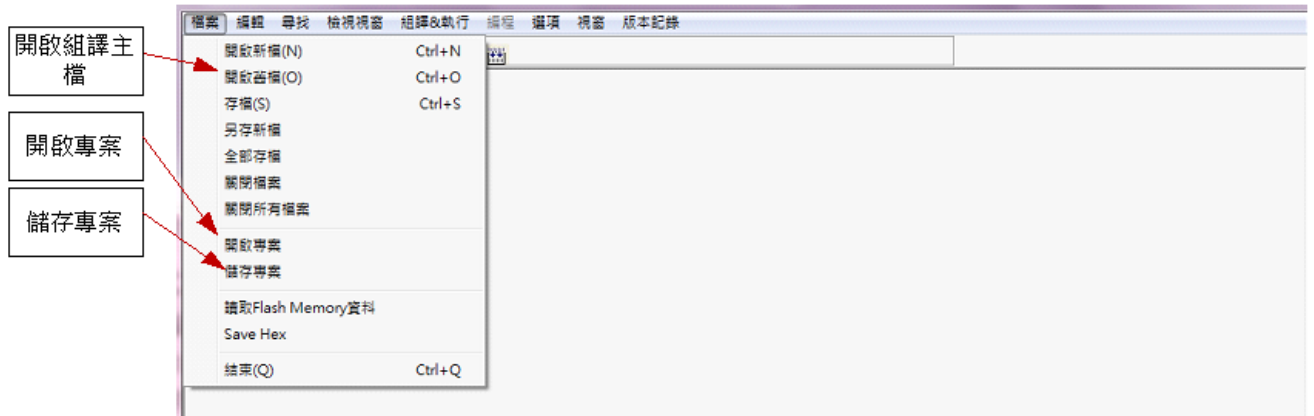 檔案 編輯 尋找 檢視視窗 組譯&執行 編程 選項 視窗 版本記錄
開啟組譯主
檔
開啟專案
儲存專案
開啟新檔(N) Ctrl+N
開啟舊檔(O) Ctrl+O
存檔(S) Ctrl+S
另存新檔
全部存檔
關閉檔案
關閉所有檔案
開啟專案
儲存專案
讀取Flash Memory資料
Save Hex
結束(Q) Ctrl+Q